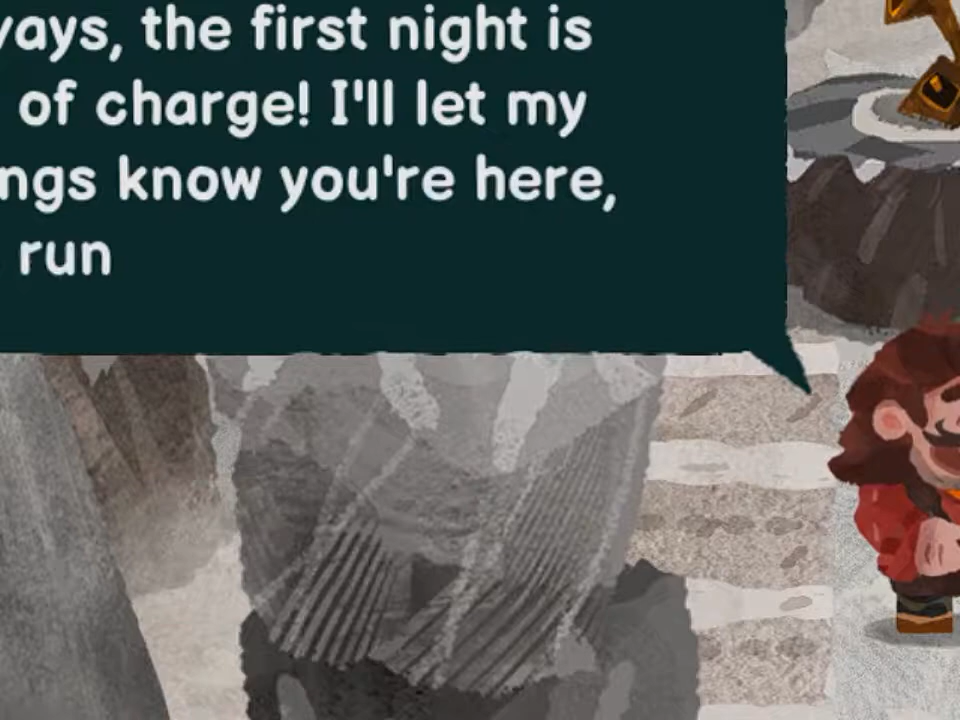 ways, the first night is
of charge! I'll let my
ngs know you're here,
run